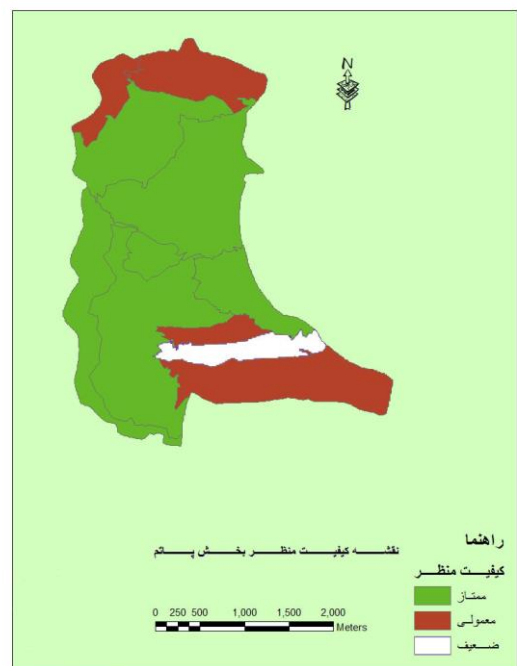 N
راهنما
نقشه کیفیت منظر بخش پاتم
کیفیت منظر
ممتاز
معمولی
ضعیف
0 250 500 1,000 1,500 2,000
Meters